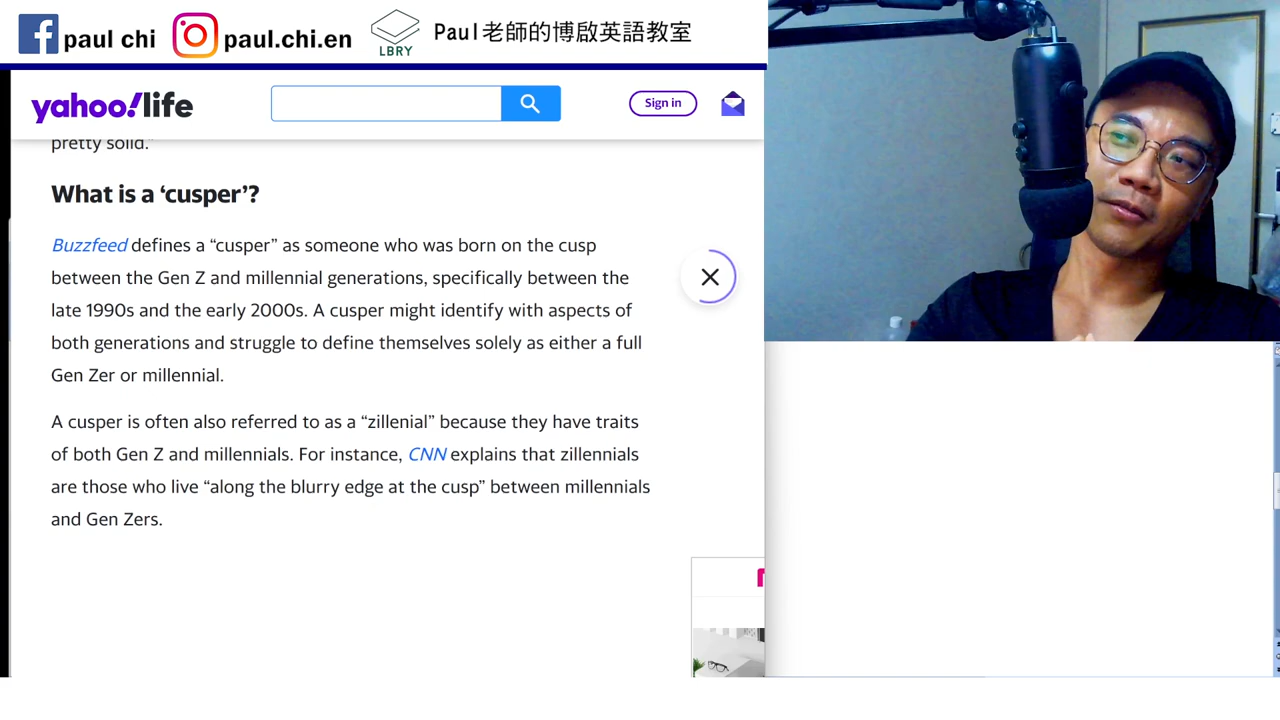 paul chi
paul.chi.en
LBRY
Paul老師的博啟英語教室
yahoo!life
Sign in
pretty solid.”
What is a ‘cusper’?
Buzzfeed defines a “cusper” as someone who was born on the cusp
between the Gen Z and millennial generations, specifically between the
late 1990s and the early 2000s. A cusper might identify with aspects of
both generations and struggle to define themselves solely as either a full
Gen Zer or millennial.
A cusper is often also referred to as a “zillenial” because they have traits
of both Gen Z and millennials. For instance, CNN explains that zillennials
are those who live “along the blurry edge at the cusp” between millennials
and Gen Zers.